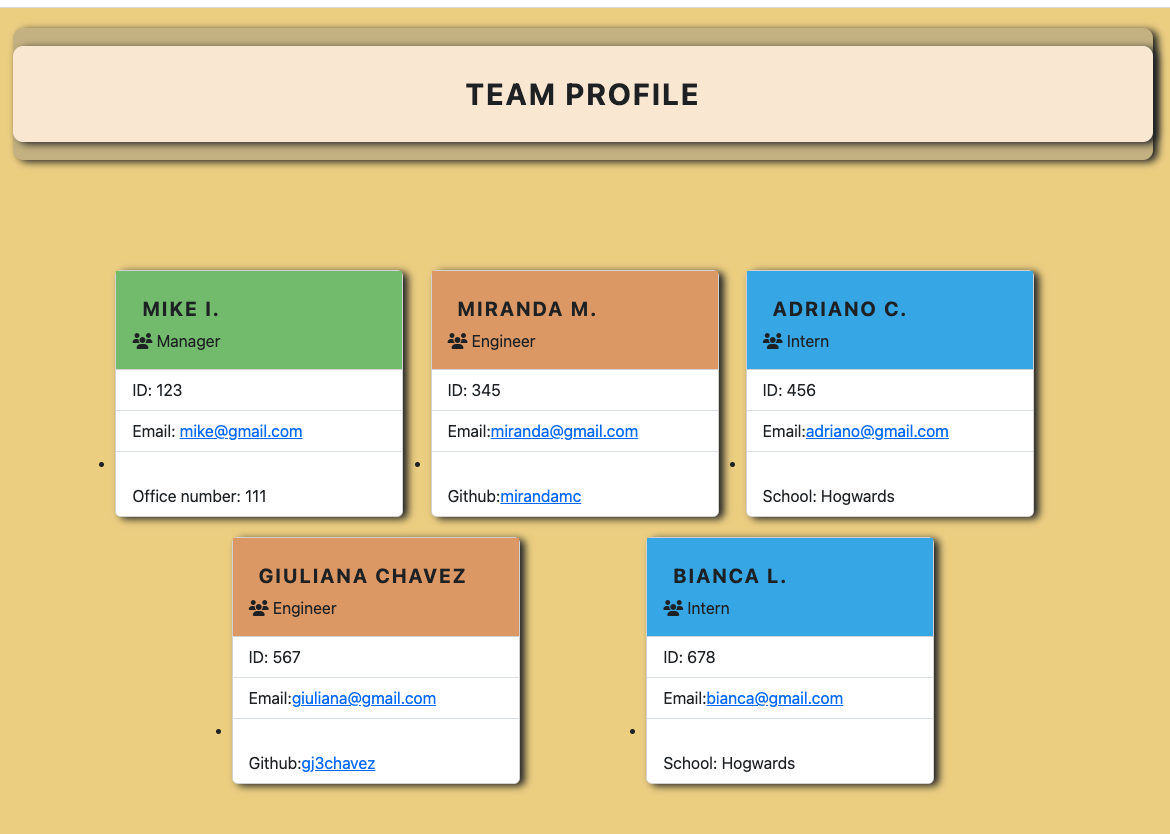 TEAM PROFILE
MIKE I.
Manager
ID: 123
Email: mike@gmail.com
Office number: 111
MIRANDA M.
Engineer
ID: 345
Email:miranda@gmail.com
Github:mirandamc
ADRIANO C.
Intern
ID: 456
Email:adriano@gmail.com
School: Hogwards
GIULIANA CHAVEZ
Engineer
ID: 567
Email:giuliana@gmail.com
Github:gj3chavez
BIANCA L.
Intern
ID: 678
Email:bianca@gmail.com
School: Hogwards